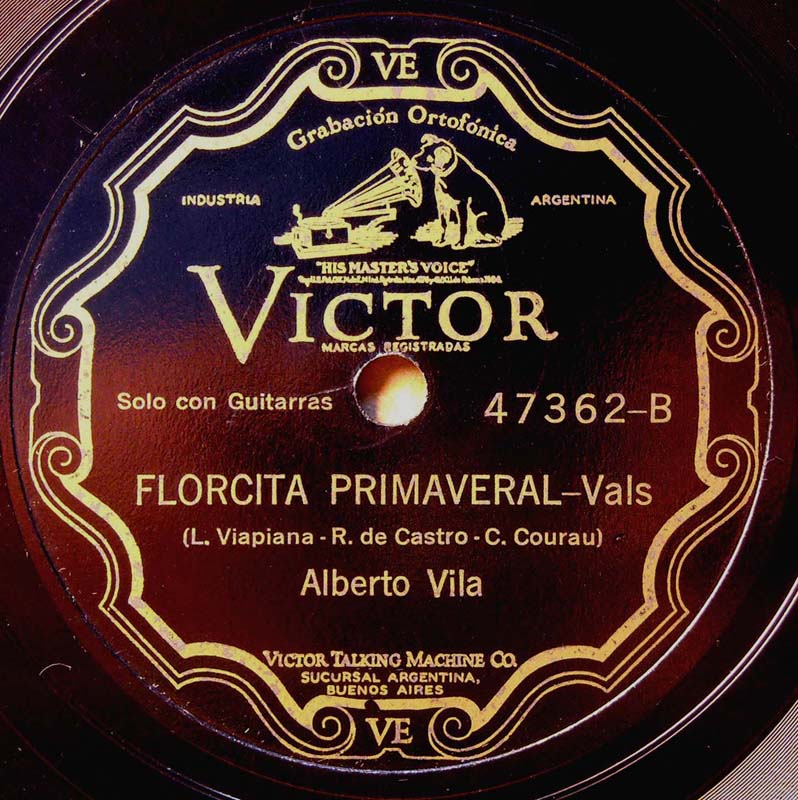 VE
Grabación Ortofónica
INDUSTRIA ARGENTINA
"HIS MASTER'S VOICE"
VICTOR
MARCAS REGISTRADAS
Solo con Guitarras 47362-B
FLORCITA PRIMAVERAL-Vals
(L. Viapiana - R. de Castro - C. Courau)
Alberto Vila
VICTOR TALKING MACHINE CO.
SUCURSAL ARGENTINA,
BUENOS AIRES
VE